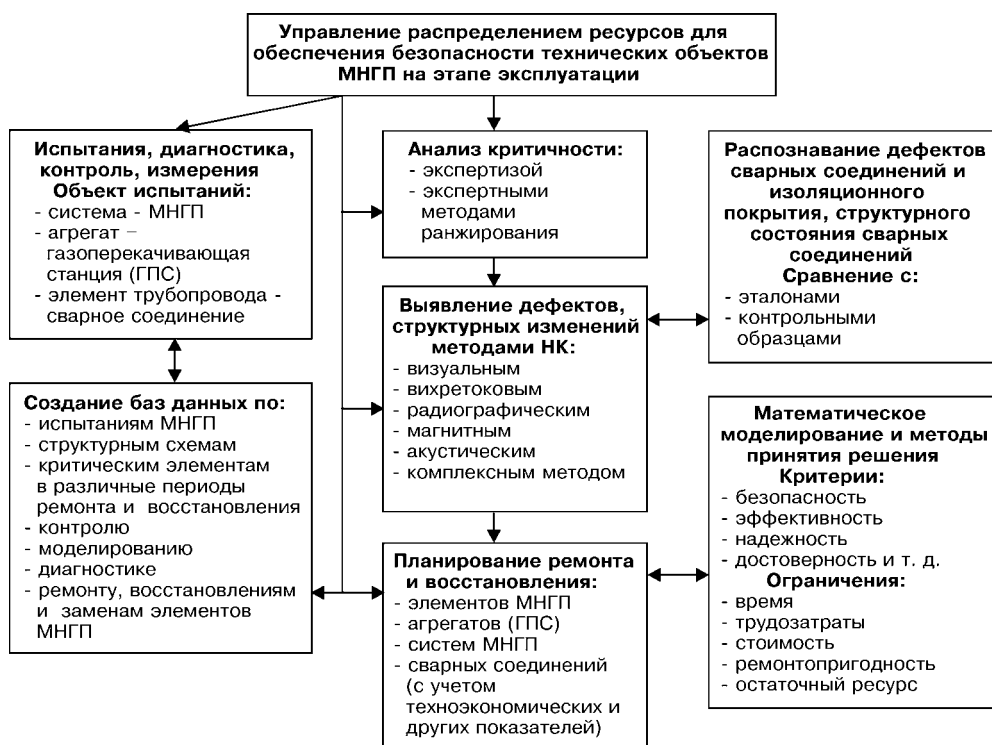 Управление распределением ресурсов для
обеспечения безопасности технических объектов
МНГП на этапе эксплуатации
Испытания, диагностика,
контроль, измерения
Объект испытаний:
- система - МНГП
- агрегат –
газоперекачивающая
станция (ГПС)
- элемент трубопровода -
сварное соединение
Создание баз данных по:
- испытаниям МНГП
- структурным схемам
- критическим элементам
в различные периоды
ремонта и восстановления
- контролю
- моделированию
- диагностике
- ремонту, восстановлениям
и заменам элементов
МНГП
Анализ критичности:
- экспертизой
- экспертными
методами
ранжирования
Выявление дефектов,
структурных изменений
методами НК:
- визуальным
- вихретоковым
- радиографическим
- магнитным
- акустическим
- комплексным методом
Планирование ремонта
и восстановления:
- элементов МНГП
- агрегатов (ГПС)
- систем МНГП
- сварных соединений
(с учетом
техноэкономических и
других показателей)
Распознавание дефектов
сварных соединений и
изоляционного
покрытия, структурного
состояния сварных
соединений
Сравнение с:
- эталонами
- контрольными
образцами
Математическое
моделирование и методы
принятия решения
Критерии:
- безопасность
- эффективность
- надежность
- достоверность и т. д.
Ограничения:
- время
- трудозатраты
- стоимость
- ремонтопригодность
- остаточный ресурс